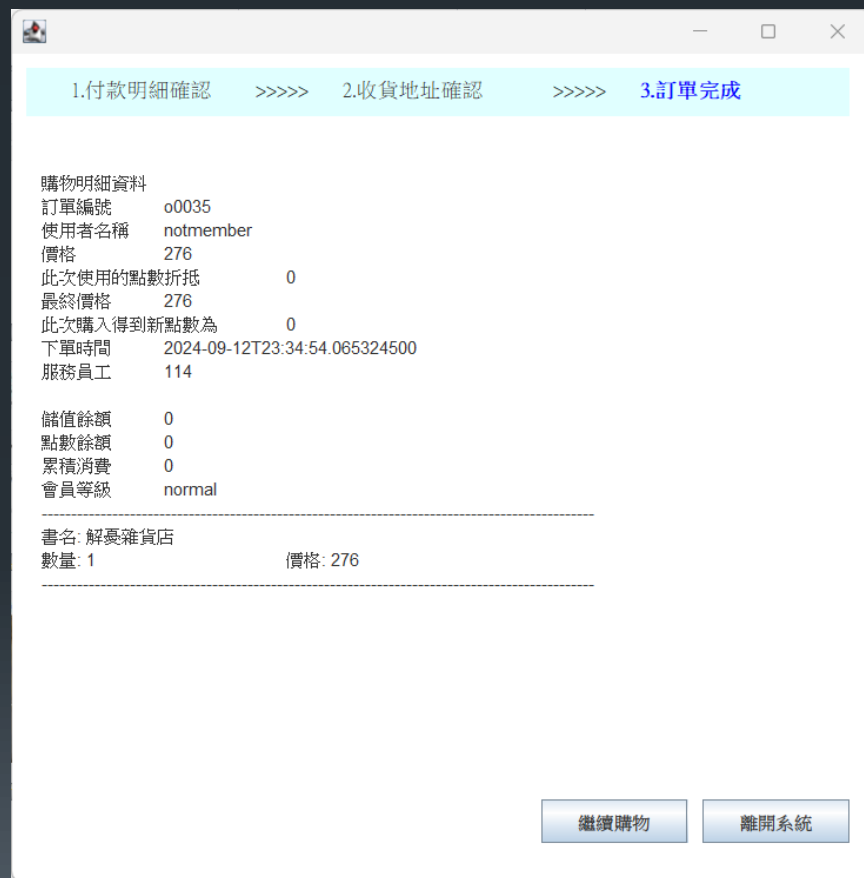 1.付款明細確認 >>>>> 2.收貨地址確認 >>>>> 3.訂單完成
購物明細資料
訂單編號 o0035
使用者名稱 notmember
價格 276
此次使用的點數折抵 0
最終價格 276
此次購入得到新點數為 0
下單時間 2024-09-12T23:34:54.065324500
服務員工 114
儲值餘額 0
點數餘額 0
累積消費 0
會員等級 normal
--------------------------------------------------------------------------------------------
書名: 解憂雜貨店
數量: 1 價格: 276
--------------------------------------------------------------------------------------------
繼續購物 離開系統